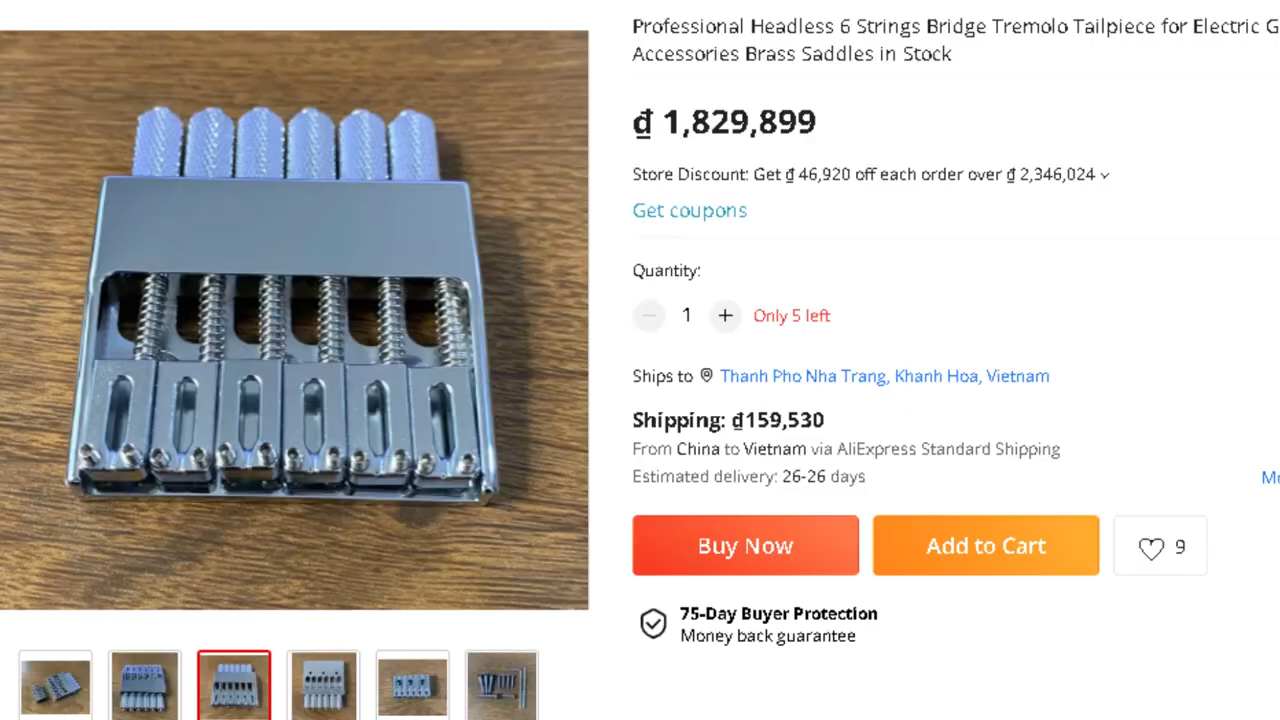 Professional Headless 6 Strings Bridge Tremolo Tailpiece for Electric G
Accessories Brass Saddles in Stock
₫ 1,829,899
Store Discount: Get ₫ 46,920 off each order over ₫ 2,346,024
Get coupons
Quantity:
1 + Only 5 left
Ships to Thanh Pho Nha Trang, Khanh Hoa, Vietnam
Shipping: ₫159,530
From China to Vietnam via AliExpress Standard Shipping
Estimated delivery: 26-26 days
Mo
Buy Now
Add to Cart
9
75-Day Buyer Protection
Money back guarantee